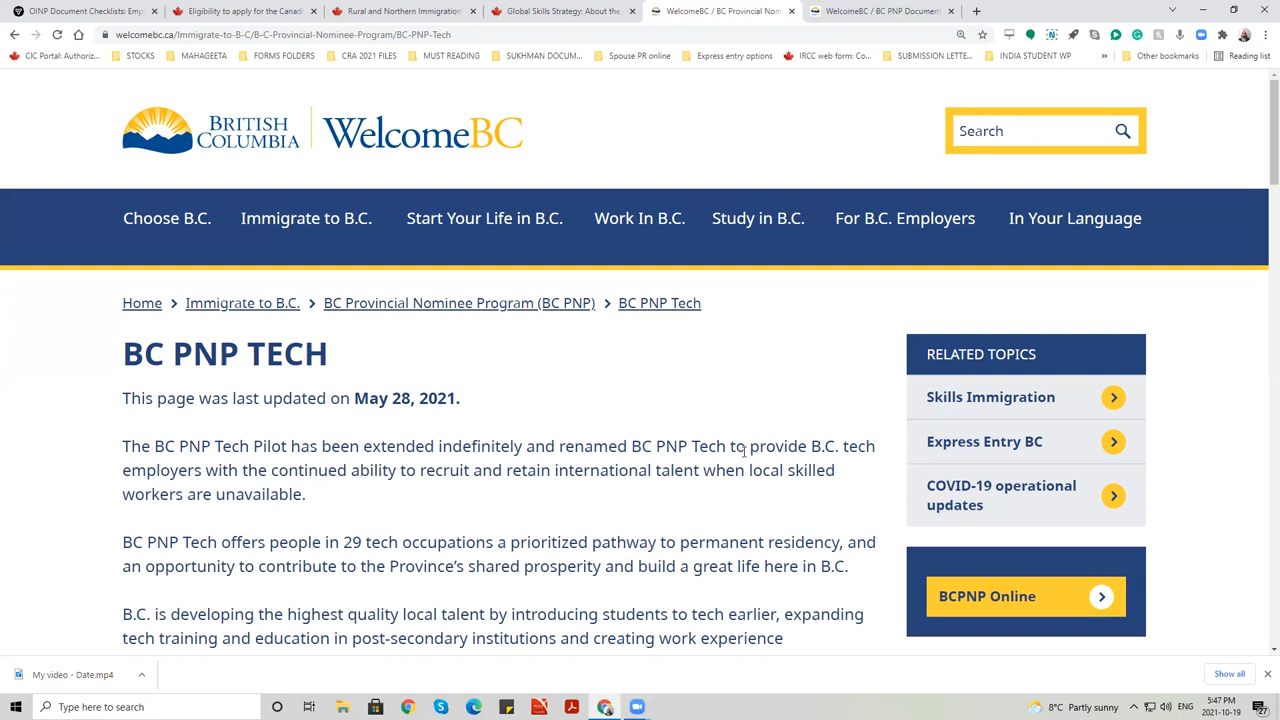 OINP Document Checklists: Emp
Eligibility to apply for the Canadi
Rural and Northern Immigration
Global Skills Strategy: About the
WelcomeBC / BC Provincial Nom
WelcomeBC / BC PNP Document
welcomebc.ca/Immigrate-to-B-C/B-C-Provincial-Nominee-Program/BC-PNP-Tech
CIC Portal: Authoriz...
STOCKS
MAHAGEETA
FORMS FOLDERS
CRA 2021 FILES
MUST READING
SUKHMAN DOCUM...
Spouse PR online
Express entry options
IRCC web form: Co...
SUBMISSION LETTE...
INDIA STUDENT WP
Other bookmarks
Reading list
BRITISH COLUMBIA
WelcomeBC
Search
Choose B.C.
Immigrate to B.C.
Start Your Life in B.C.
Work In B.C.
Study in B.C.
For B.C. Employers
In Your Language
Home > Immigrate to B.C. > BC Provincial Nominee Program (BC PNP) > BC PNP Tech
BC PNP TECH
This page was last updated on May 28, 2021.
The BC PNP Tech Pilot has been extended indefinitely and renamed BC PNP Tech to provide B.C. tech
employers with the continued ability to recruit and retain international talent when local skilled
workers are unavailable.
BC PNP Tech offers people in 29 tech occupations a prioritized pathway to permanent residency, and
an opportunity to contribute to the Province's shared prosperity and build a great life here in B.C.
B.C. is developing the highest quality local talent by introducing students to tech earlier, expanding
tech training and education in post-secondary institutions and creating work experience
RELATED TOPICS
Skills Immigration
Express Entry BC
COVID-19 operational
updates
BCPNP Online
My video - Date.mp4
Show all
Type here to search
8°C Partly sunny
ENG
5:47 PM
2021-10-19
27